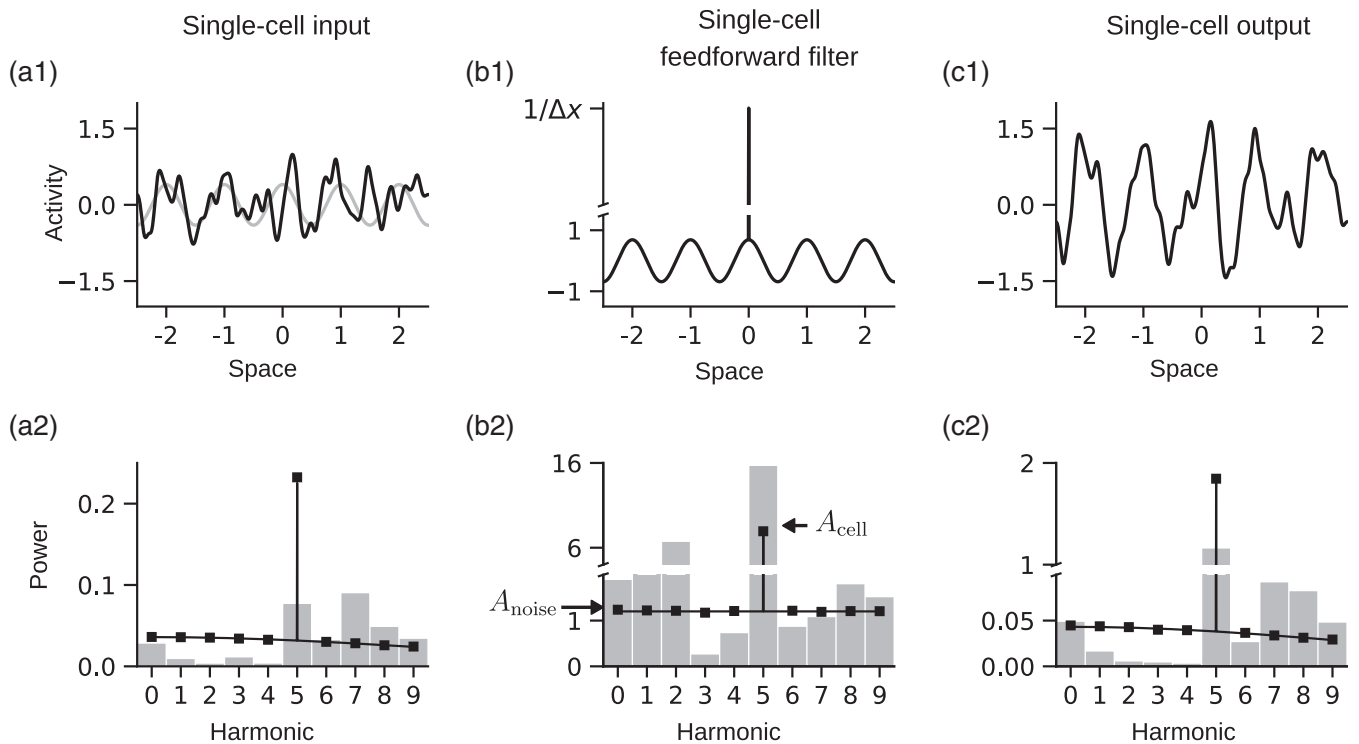 Single-cell input
Single-cell
feedforward filter
Single-cell output
(a1)
(b1)
(c1)
Activity
1.5
0.0
−1.5
-2 -1 0 1 2
Space
1/Δx
1
−1
-2 -1 0 1 2
Space
1.5
0.0
−1.5
-2 -1 0 1 2
Space
(a2)
(b2)
(c2)
Power
0.2
0.1
0.0
0 1 2 3 4 5 6 7 8 9
Harmonic
16
6
1
0
A_cell
A_noise
0 1 2 3 4 5 6 7 8 9
Harmonic
2
1
0.05
0.00
0 1 2 3 4 5 6 7 8 9
Harmonic